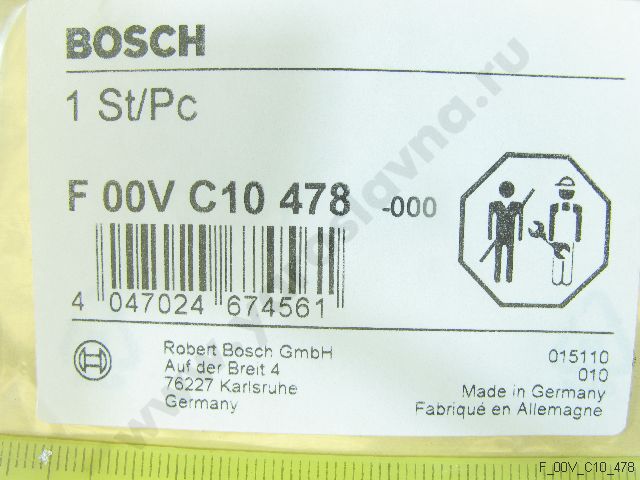 BOSCH
1 St/Pc
F 00V C10 478 -000
4 047024 674561
Robert Bosch GmbH
Auf der Breit 4
76227 Karlsruhe
Germany
015110
010
Made in Germany
Fabriqué en Allemagne
F_00V_C10_478